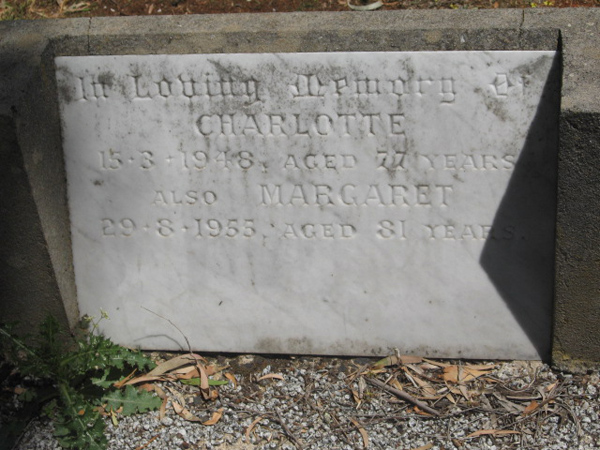 In Loving Memory Of
CHARLOTTE
15·3·1948, AGED 77 YEARS
ALSO MARGARET
29·8·1953, AGED 81 YEARS.